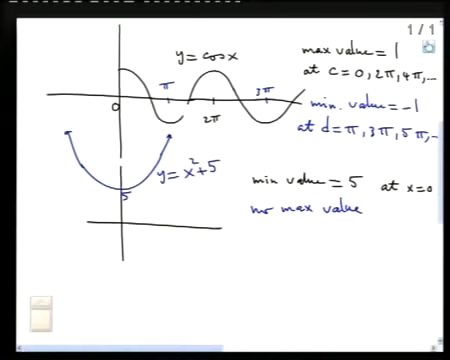 1/1
y = cosx
max value = 1
at c = 0, 2π, 4π, ...
π
3π
0
2π
min. value = -1
at d = π, 3π, 5π, ...
y = x²+5
5
min value = 5 at x=0
no max value